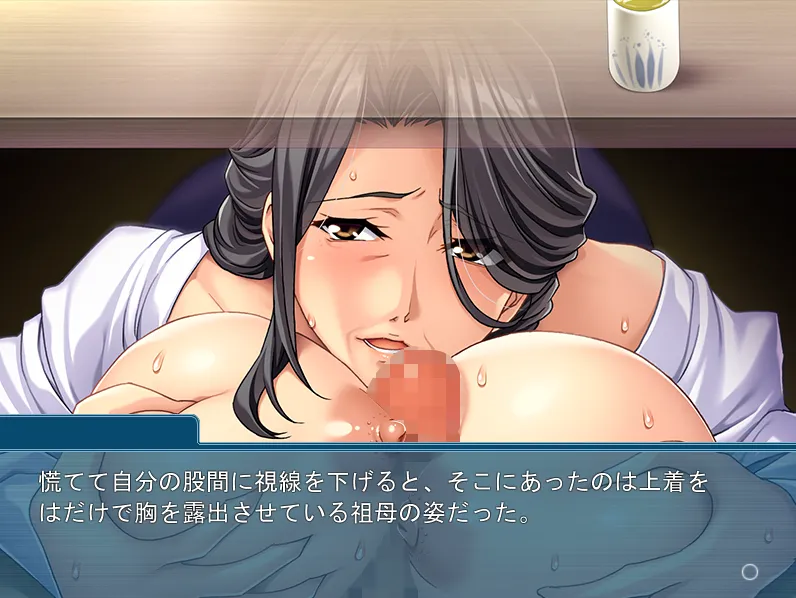 慌てて自分の股間に視線を下げると、そこにあったのは上着を
はだけで胸を露出させている祖母の姿だった。